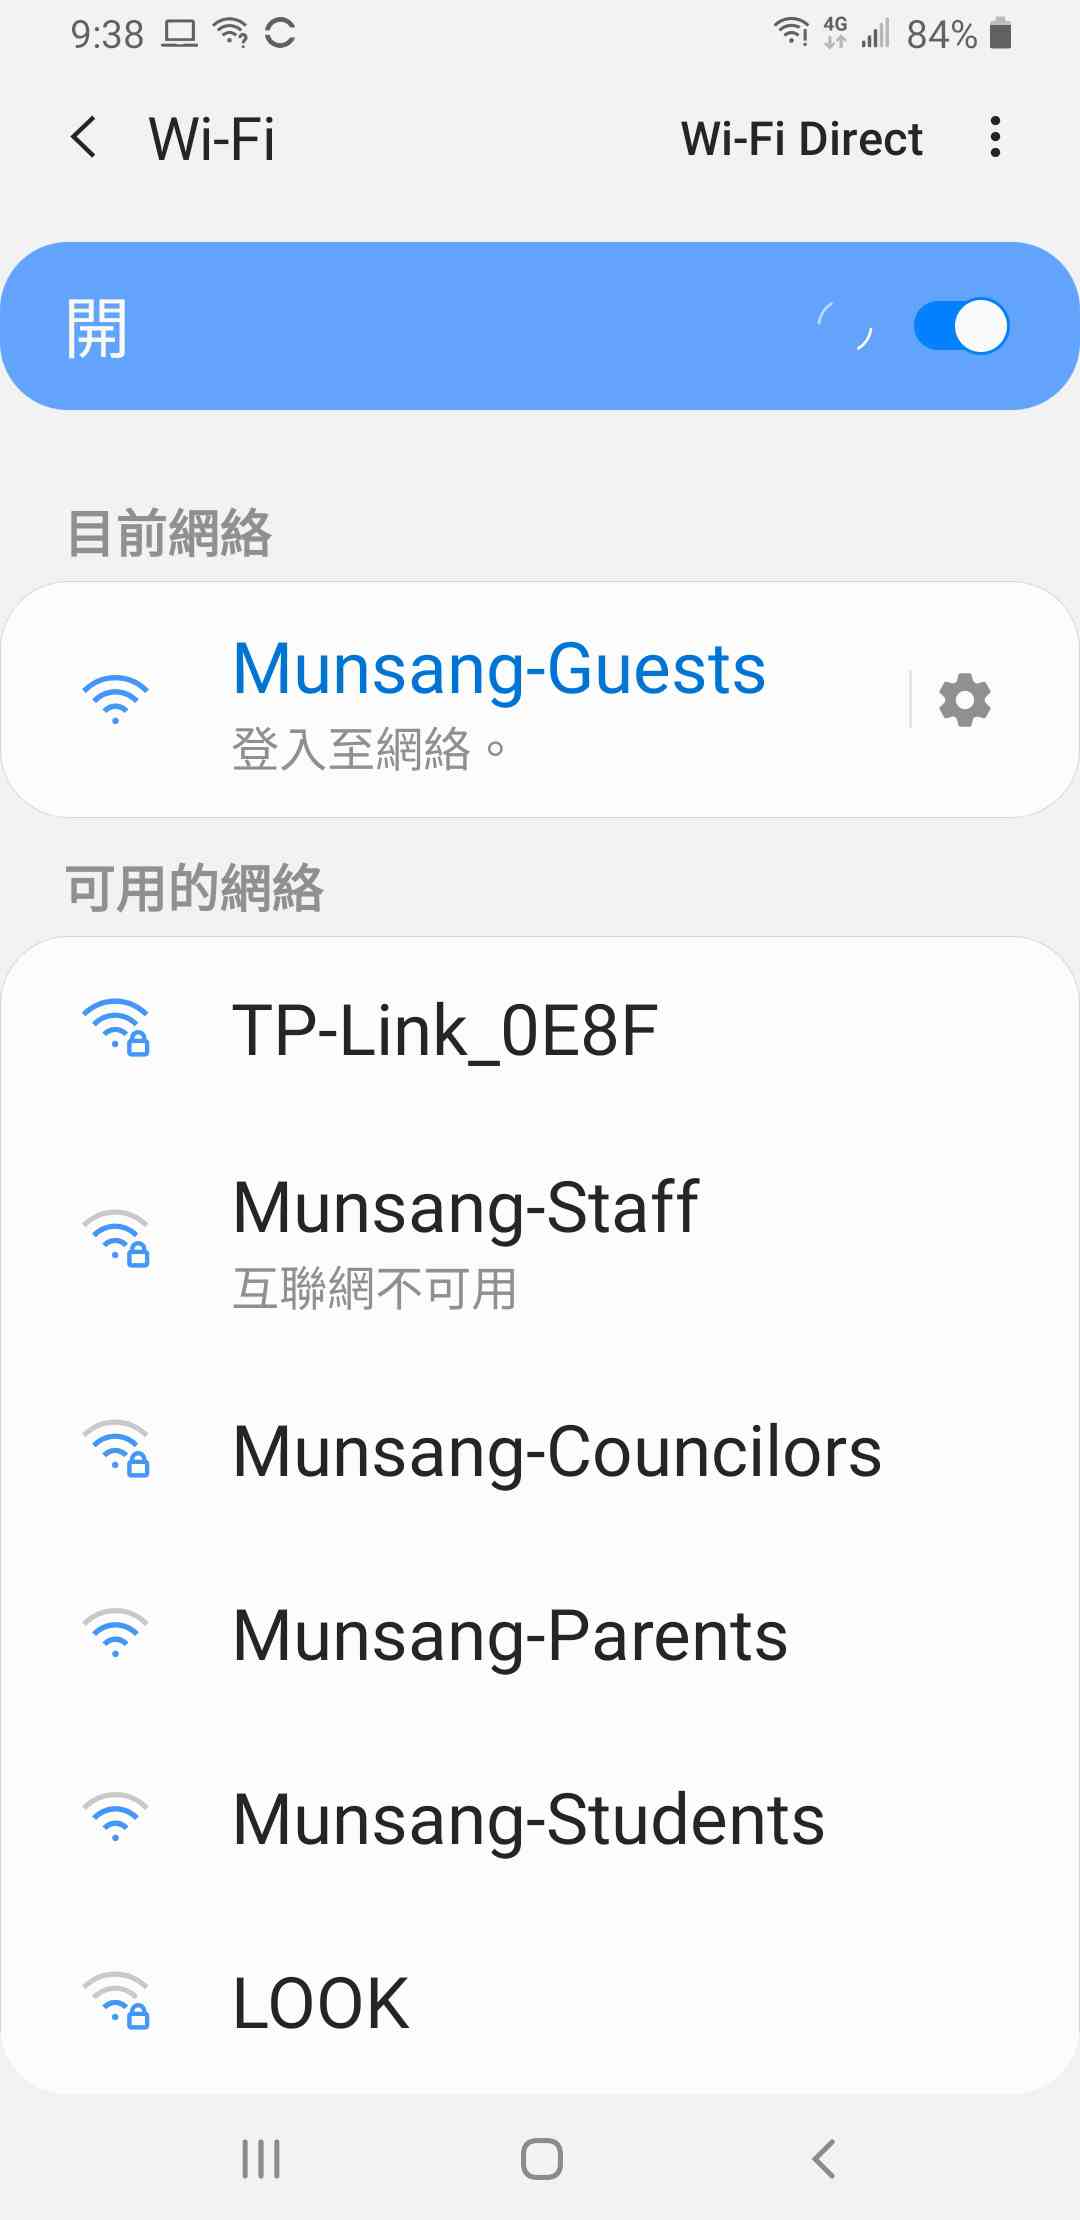 9:38
4G
84%
Wi-Fi
Wi-Fi Direct
開
目前網絡
Munsang-Guests
登入至網絡。
可用的網絡
TP-Link_0E8F
Munsang-Staff
互聯網不可用
Munsang-Councilors
Munsang-Parents
Munsang-Students
LOOK